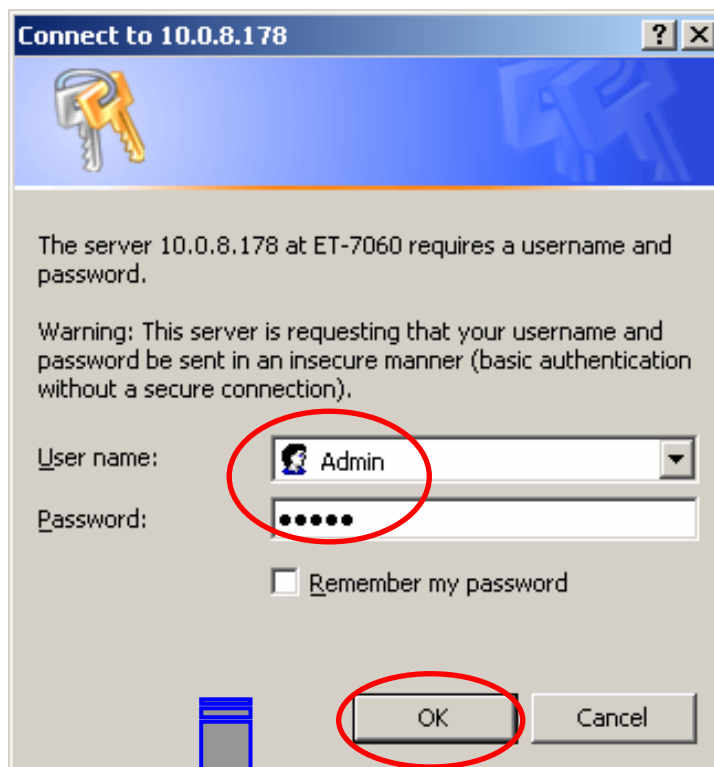 Connect to 10.0.8.178
The server 10.0.8.178 at ET-7060 requires a username and
password.
Warning: This server is requesting that your username and
password be sent in an insecure manner (basic authentication
without a secure connection).
User name:
Admin
Password:
•••••
Remember my password
OK
Cancel